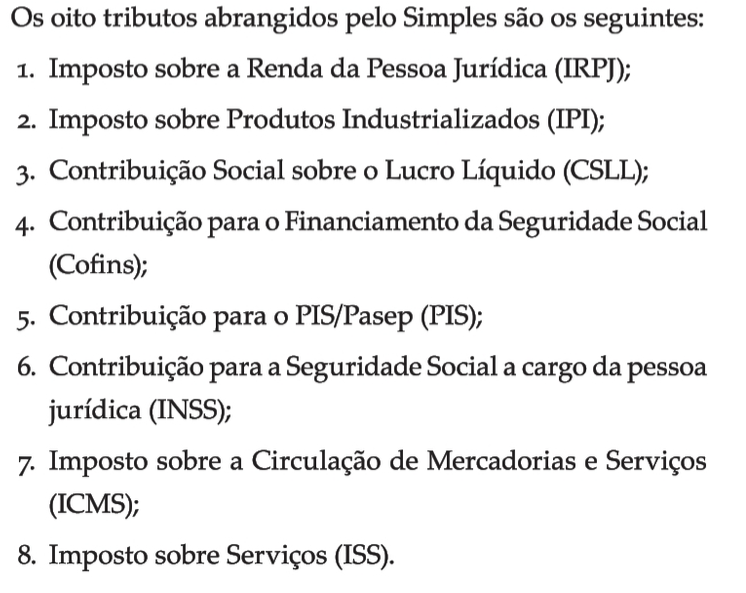 Os oito tributos abrangidos pelo Simples são os seguintes:
1. Imposto sobre a Renda da Pessoa Jurídica (IRPJ);
2. Imposto sobre Produtos Industrializados (IPI);
3. Contribuição Social sobre o Lucro Líquido (CSLL);
4. Contribuição para o Financiamento da Seguridade Social
(Cofins);
5. Contribuição para o PIS/Pasep (PIS);
6. Contribuição para a Seguridade Social a cargo da pessoa
jurídica (INSS);
7. Imposto sobre a Circulação de Mercadorias e Serviços
(ICMS);
8. Imposto sobre Serviços (ISS).